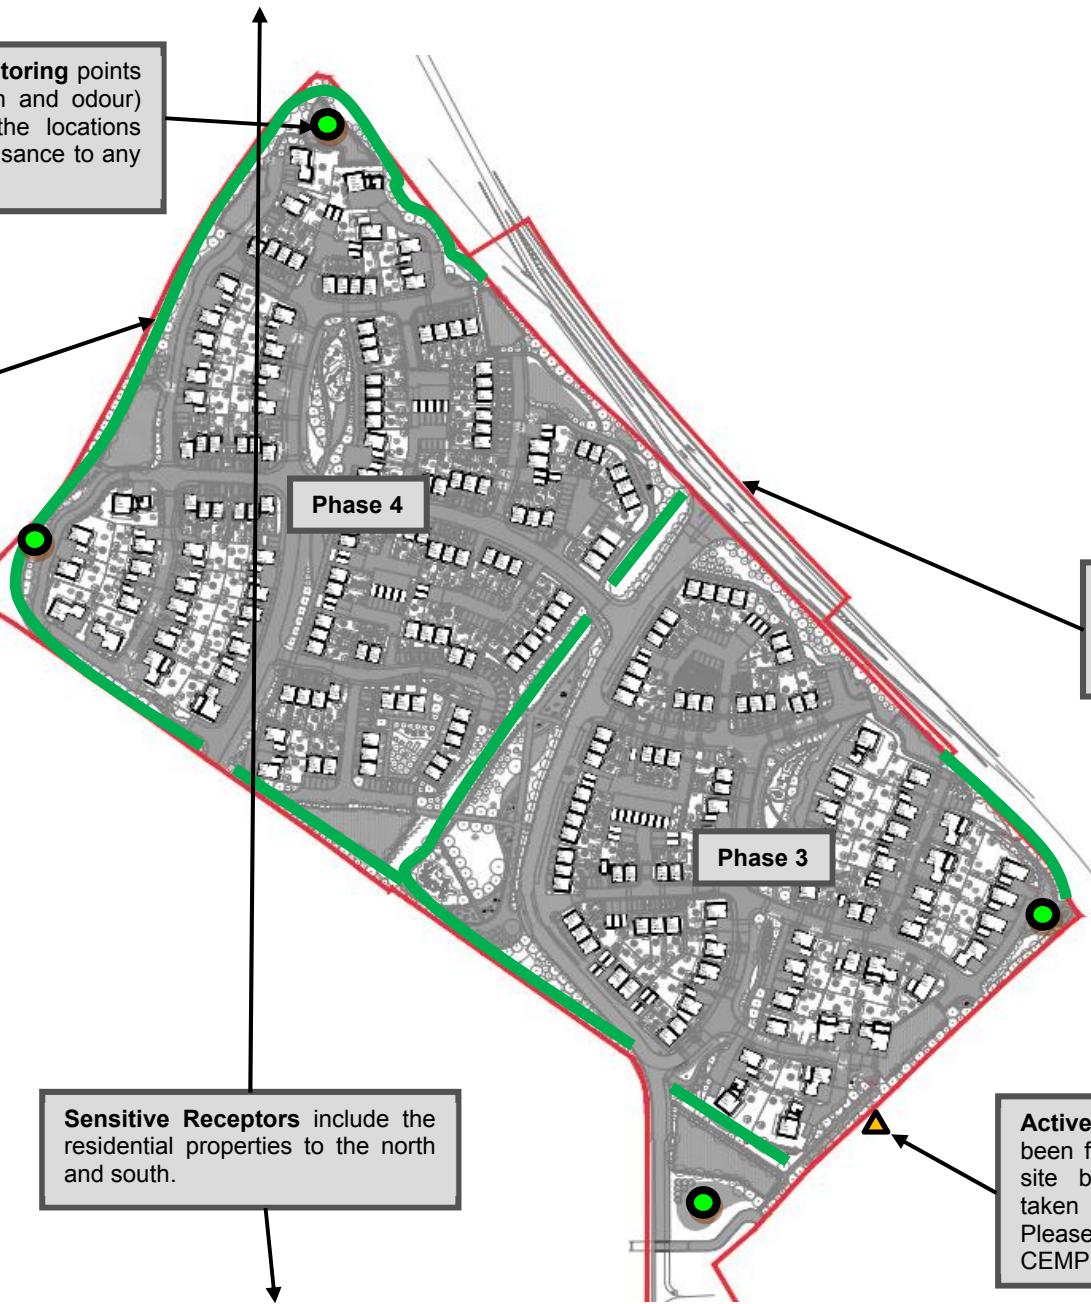 toring points
and odour)
the locations
sance to any
Phase 4
Phase 3
Sensitive Receptors include the
residential properties to the north
and south.
Active
been f
site b
taken
Please
CEMP